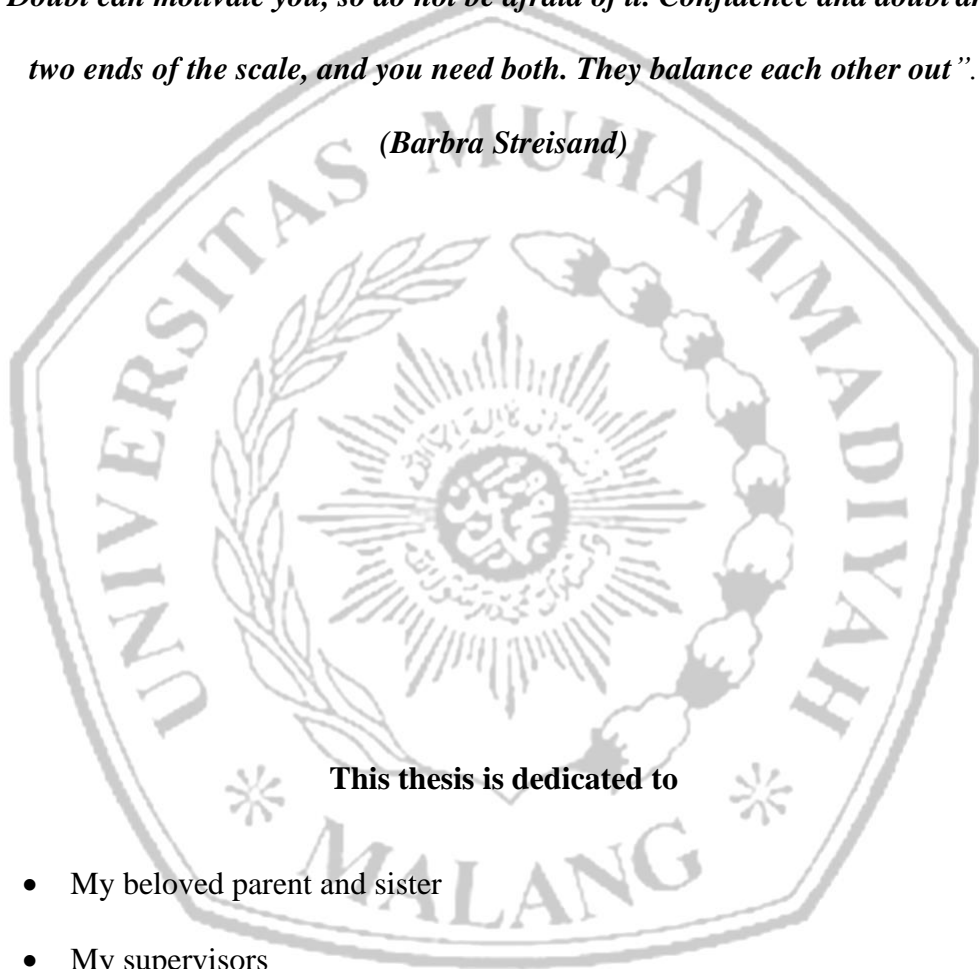 Doubt can motivate you, so do not be afraid of it. Confidence and doubt
two ends of the scale, and you need both. They balance each other out”.
(Barbra Streisand)
UNIVERSITAS MUHAMMADIYAH
This thesis is dedicated to
MALANG
• My beloved parent and sister
• My supervisors